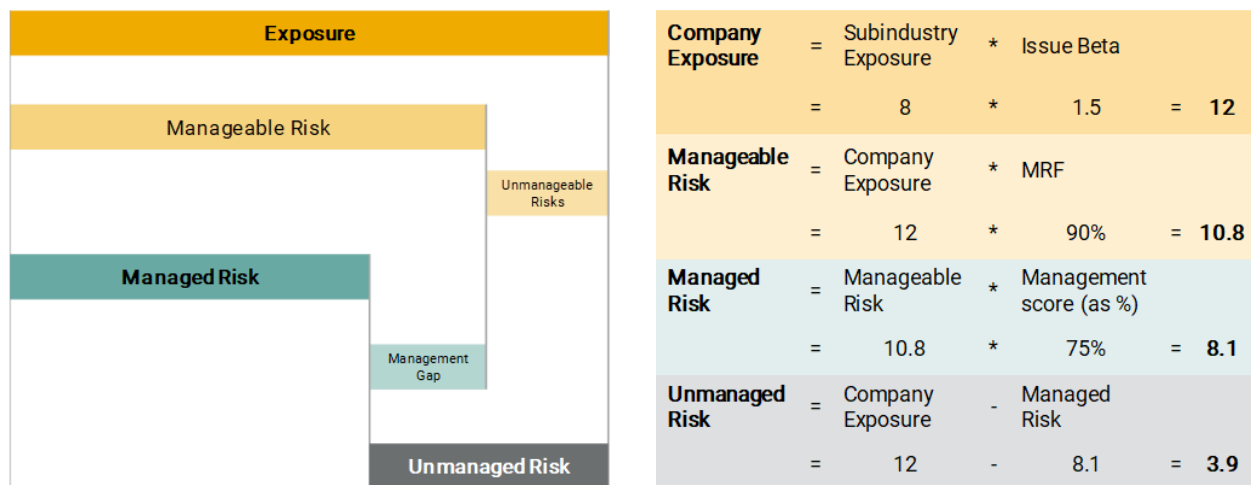 Exposure
Manageable Risk
Unmanageable
Risks
Managed Risk
Management
Gap
Unmanaged Risk
Company Exposure = Subindustry Exposure * Issue Beta
= 8 * 1.5 = 12
Manageable Risk = Company Exposure * MRF
= 12 * 90% = 10.8
Managed Risk = Manageable Risk * Management score (as %)
= 10.8 * 75% = 8.1
Unmanaged Risk = Company Exposure - Managed Risk
= 12 - 8.1 = 3.9